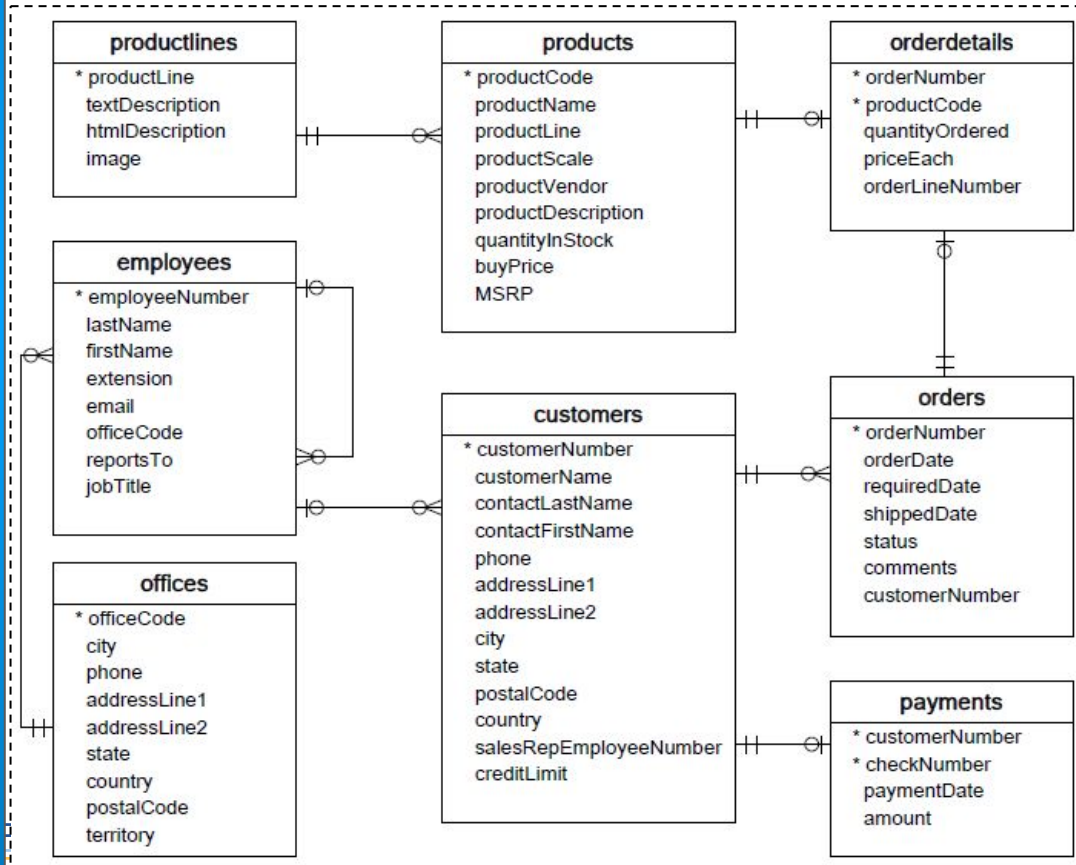 productlines
* productLine
textDescription
htmlDescription
image
products
* productCode
productName
productLine
productScale
productVendor
productDescription
quantityInStock
buyPrice
MSRP
orderdetails
* orderNumber
* productCode
quantityOrdered
priceEach
orderLineNumber
employees
* employeeNumber
lastName
firstName
extension
email
officeCode
reportsTo
jobTitle
customers
* customerNumber
customerName
contactLastName
contactFirstName
phone
addressLine1
addressLine2
city
state
postalCode
country
salesRepEmployeeNumber
creditLimit
orders
* orderNumber
orderDate
requiredDate
shippedDate
status
comments
customerNumber
offices
* officeCode
city
phone
addressLine1
addressLine2
state
country
postalCode
territory
payments
* customerNumber
* checkNumber
paymentDate
amount